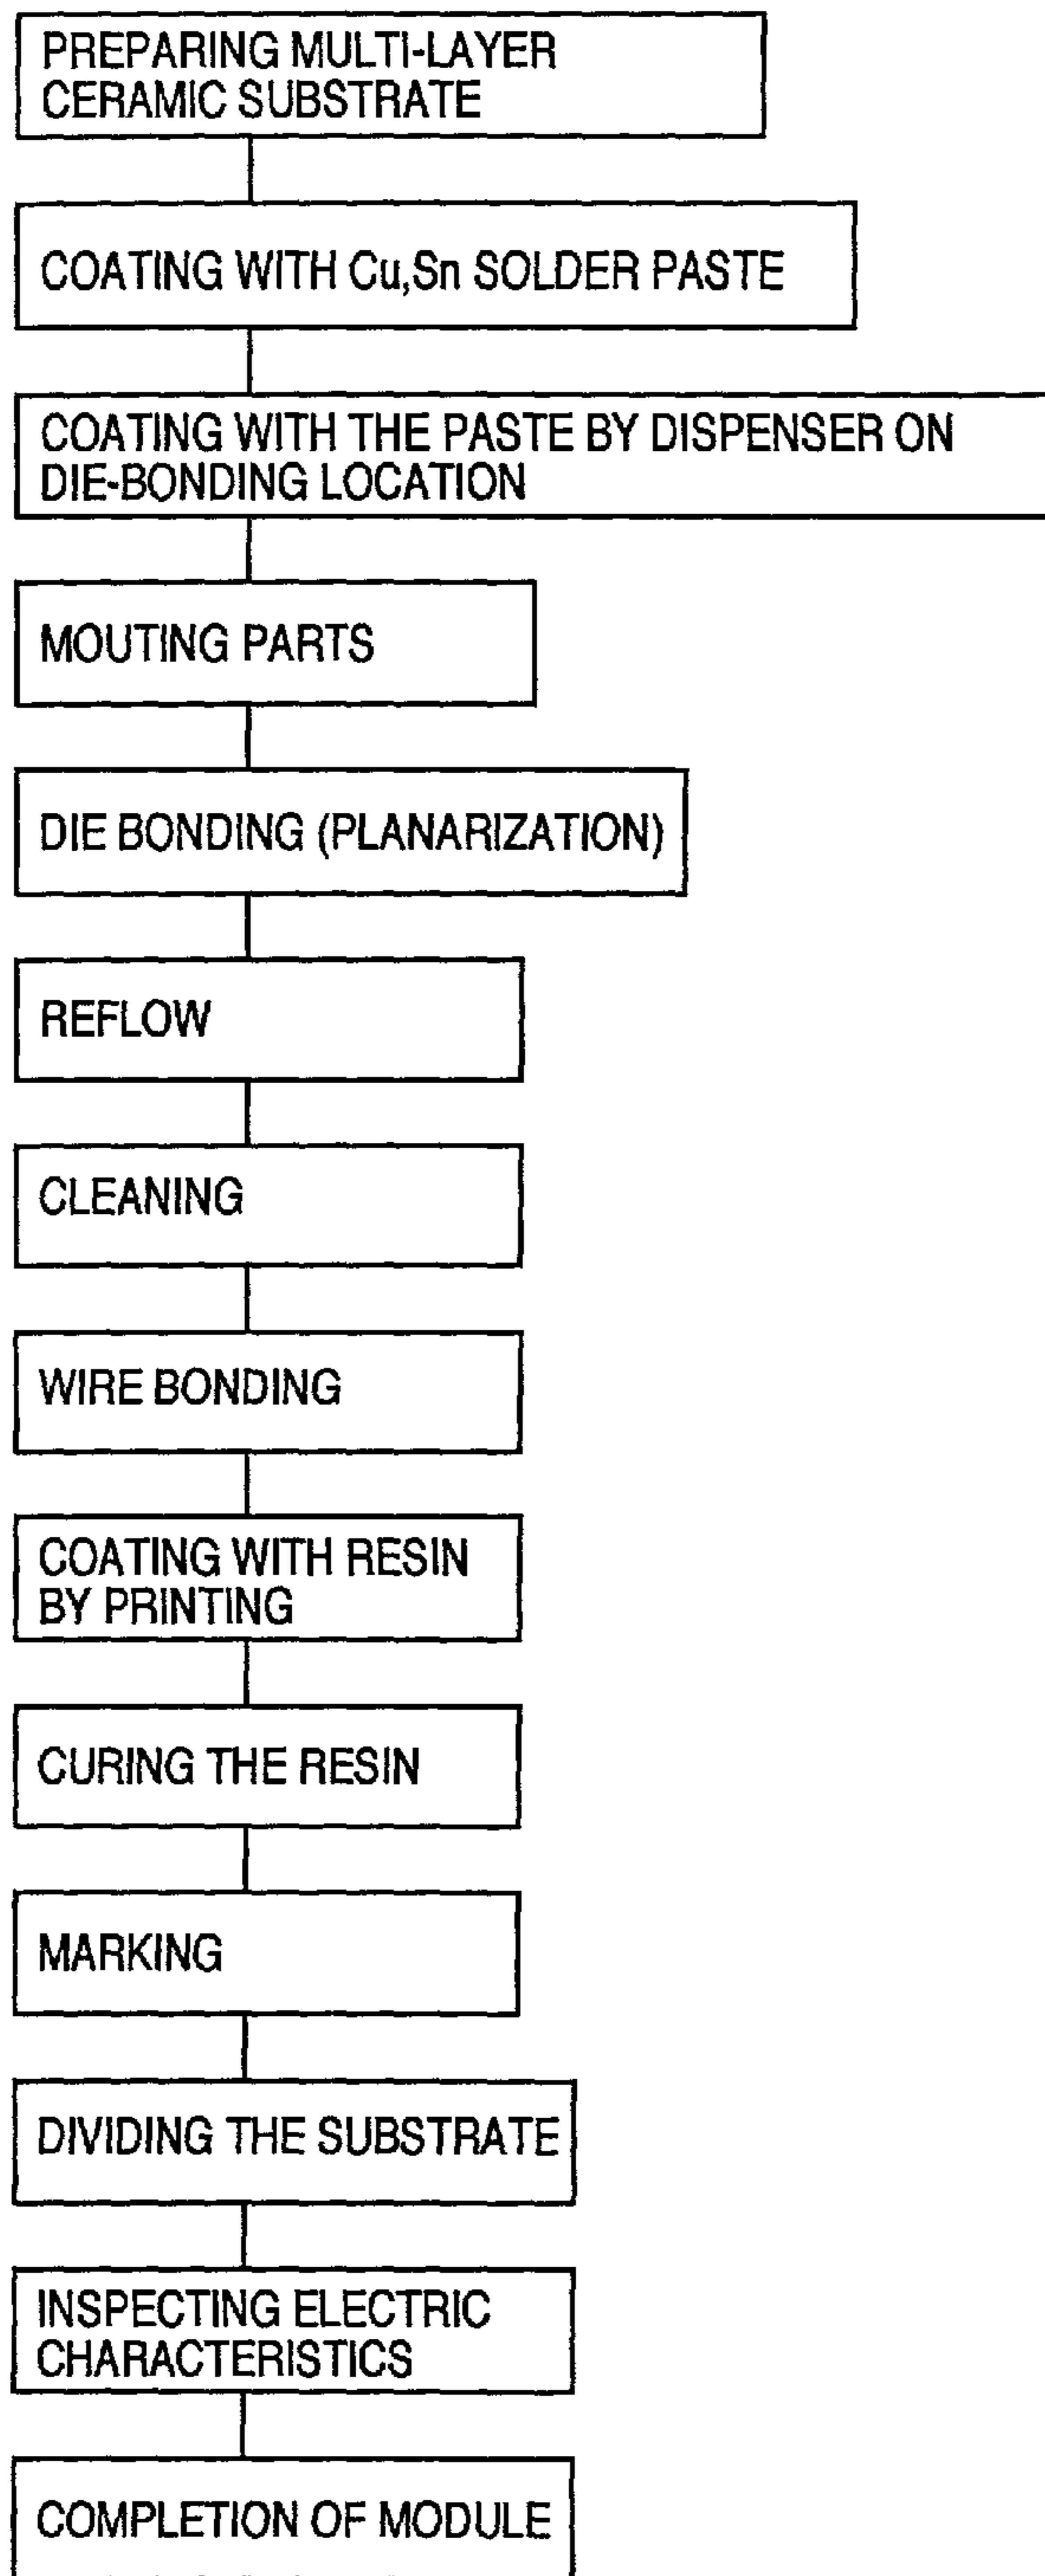 PREPARING MULTI-LAYER
CERAMIC SUBSTRATE
COATING WITH Cu,Sn SOLDER PASTE
COATING WITH THE PASTE BY DISPENSER ON
DIE-BONDING LOCATION
MOUTING PARTS
DIE BONDING (PLANARIZATION)
REFLOW
CLEANING
WIRE BONDING
COATING WITH RESIN
BY PRINTING
CURING THE RESIN
MARKING
DIVIDING THE SUBSTRATE
INSPECTING ELECTRIC
CHARACTERISTICS
COMPLETION OF MODULE